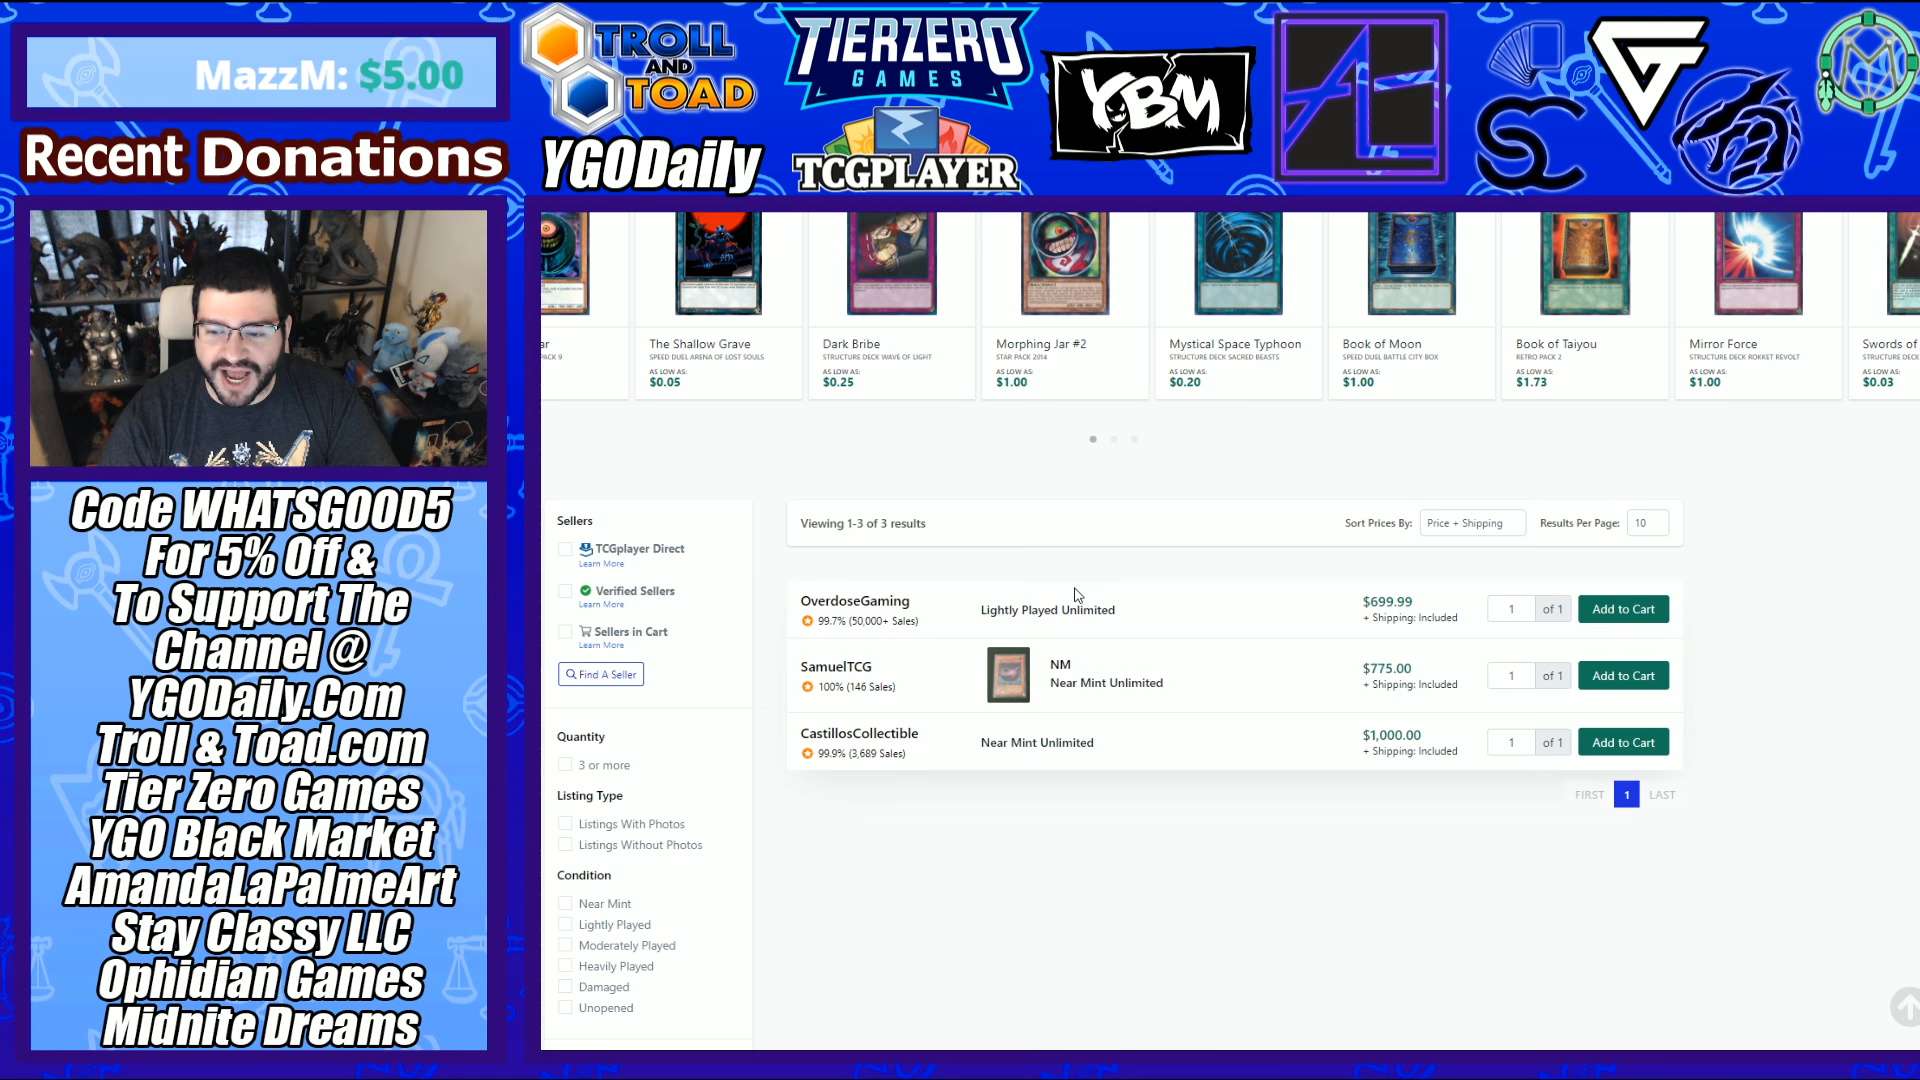 MazzM: $5.00
Recent Donations
TROLL
AND
TOAD
YGODaily
TIERZERO
GAMES
TCGPLAYER
YBM
Code WHATSGOOD5
For 5% Off &
To Support The
Channel @
YGODaily.Com
Troll & Toad.com
Tier Zero Games
YGO Black Market
AmandaLaPalmeArt
Stay Classy LLC
Ophidian Games
Midnite Dreams
ar
PACK 9
The Shallow Grave
SPEED DUEL ARENA OF LOST SOULS
AS LOW AS:
$0.05
Dark Bribe
STRUCTURE DECK WAVE OF LIGHT
AS LOW AS:
$0.25
Morphing Jar #2
STAR PACK 2014
AS LOW AS:
$1.00
Mystical Space Typhoon
STRUCTURE DECK SACRED BEASTS
AS LOW AS:
$0.20
Book of Moon
SPEED DUEL BATTLE CITY BOX
AS LOW AS:
$1.00
Book of Taiyou
RETRO PACK 2
AS LOW AS:
$1.73
Mirror Force
STRUCTURE DECK ROKKET REVOLT
AS LOW AS:
$1.00
Swords of
STRUCTURE DECK
AS LOW AS:
$0.03
Sellers
TCGplayer Direct
Learn More
Verified Sellers
Learn More
Sellers in Cart
Learn More
Find A Seller
Quantity
3 or more
Listing Type
Listings With Photos
Listings Without Photos
Condition
Near Mint
Lightly Played
Moderately Played
Heavily Played
Damaged
Unopened
Viewing 1-3 of 3 results
Sort Prices By: Price + Shipping
Results Per Page: 10
OverdoseGaming
99.7% (50,000+ Sales)
Lightly Played Unlimited
$699.99
+ Shipping: Included
1 of 1 Add to Cart
SamuelTCG
100% (146 Sales)
NM
Near Mint Unlimited
$775.00
+ Shipping: Included
1 of 1 Add to Cart
CastillosCollectible
99.9% (3,689 Sales)
Near Mint Unlimited
$1,000.00
+ Shipping: Included
1 of 1 Add to Cart
FIRST 1 LAST